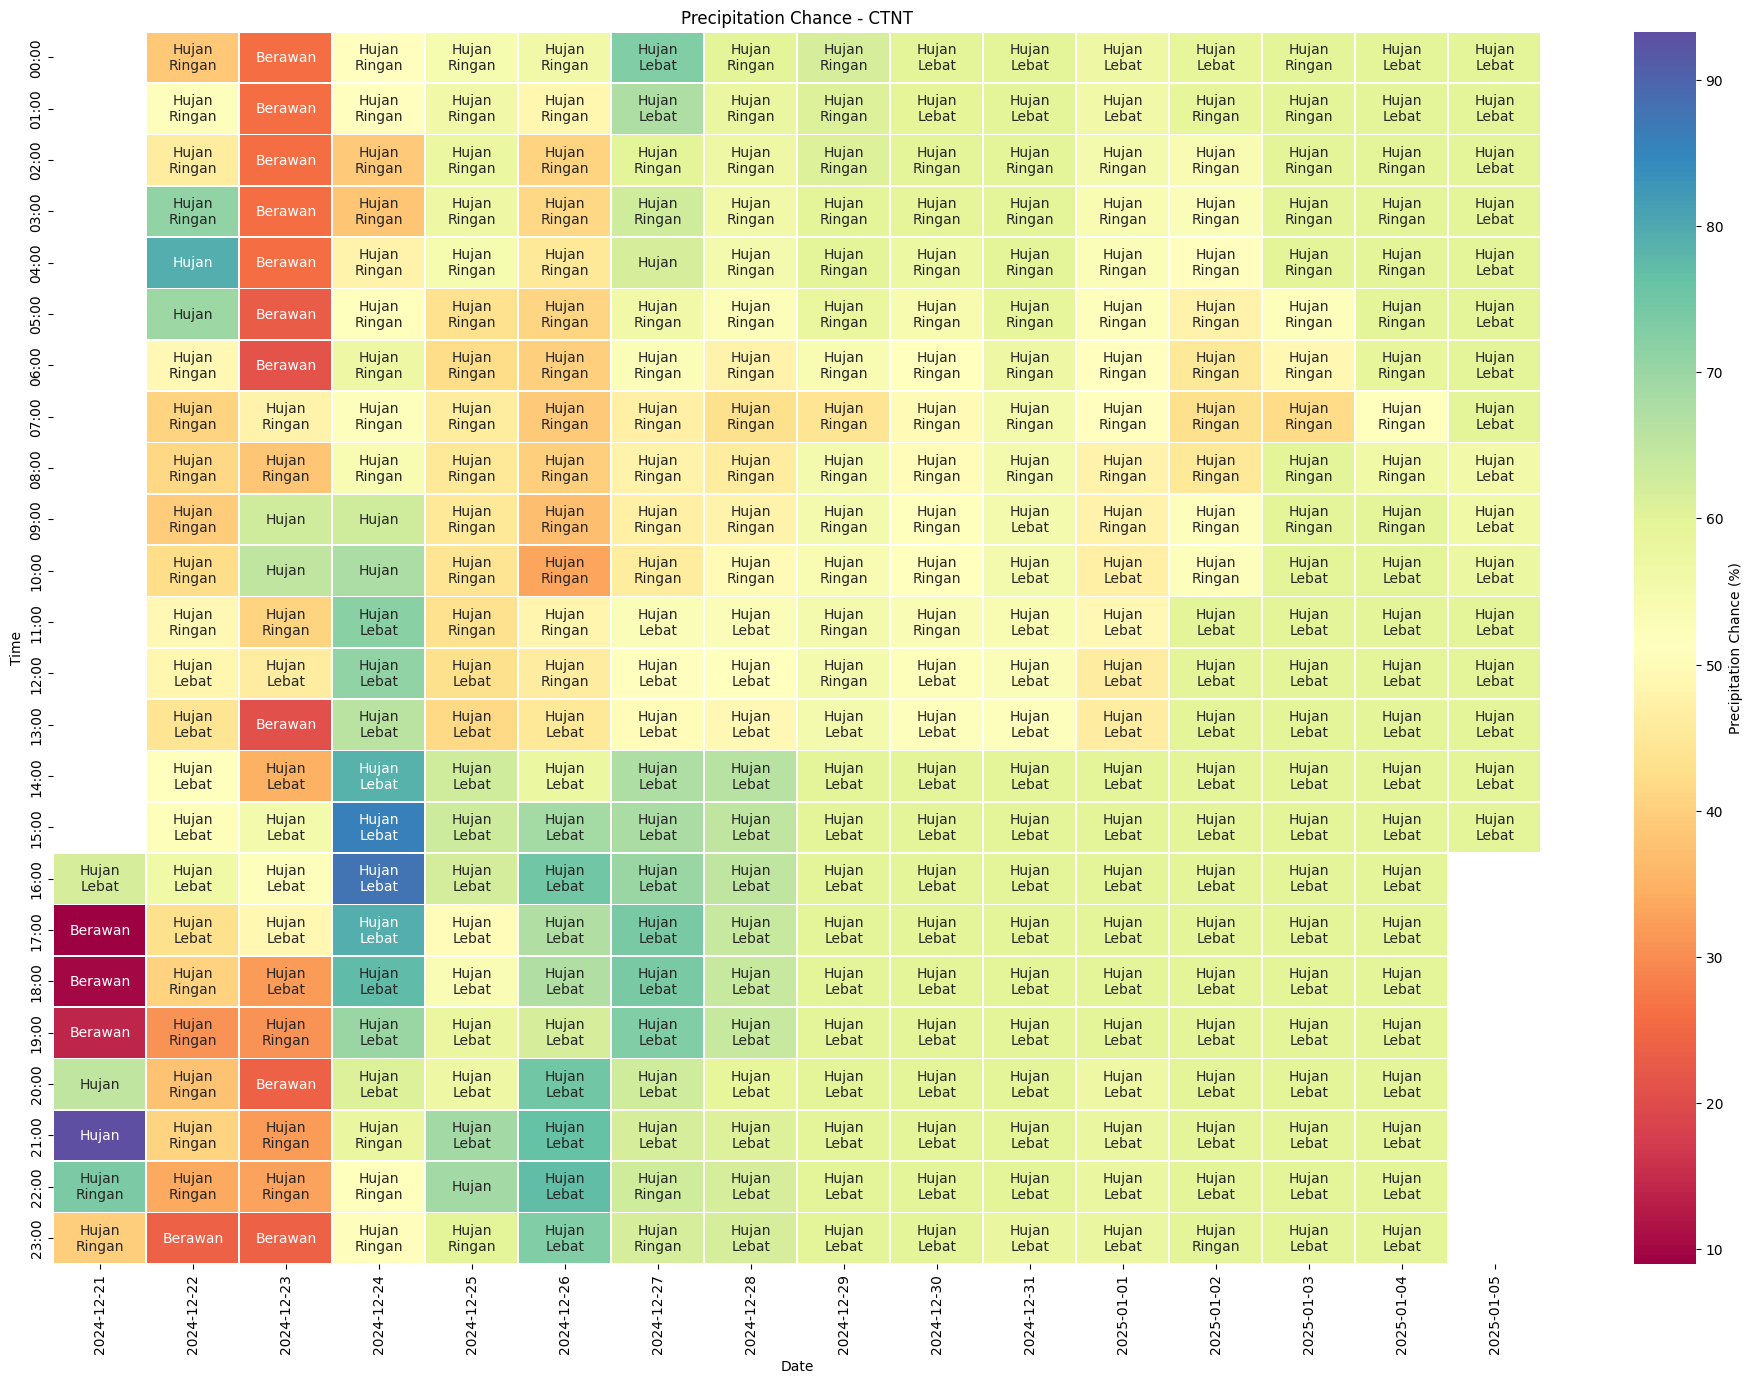 Precipitation Chance - CTNT
00:00 Hujan Ringan Berawan Hujan Ringan Hujan Ringan Hujan Ringan Hujan Lebat Hujan Ringan Hujan Ringan Hujan Lebat Hujan Lebat Hujan Lebat Hujan Lebat Hujan Ringan Hujan Lebat Hujan Lebat
01:00 Hujan Ringan Berawan Hujan Ringan Hujan Ringan Hujan Ringan Hujan Lebat Hujan Ringan Hujan Ringan Hujan Lebat Hujan Lebat Hujan Lebat Hujan Ringan Hujan Ringan Hujan Lebat Hujan Lebat
02:00 Hujan Ringan Berawan Hujan Ringan Hujan Ringan Hujan Ringan Hujan Ringan Hujan Ringan Hujan Ringan Hujan Ringan Hujan Ringan Hujan Ringan Hujan Ringan Hujan Ringan Hujan Ringan Hujan Lebat
03:00 Hujan Ringan Berawan Hujan Ringan Hujan Ringan Hujan Ringan Hujan Ringan Hujan Ringan Hujan Ringan Hujan Ringan Hujan Ringan Hujan Ringan Hujan Ringan Hujan Ringan Hujan Ringan Hujan Lebat
04:00 Hujan Berawan Hujan Ringan Hujan Ringan Hujan Ringan Hujan Hujan Ringan Hujan Ringan Hujan Ringan Hujan Ringan Hujan Ringan Hujan Ringan Hujan Ringan Hujan Ringan Hujan Lebat
05:00 Hujan Berawan Hujan Ringan Hujan Ringan Hujan Ringan Hujan Ringan Hujan Ringan Hujan Ringan Hujan Ringan Hujan Ringan Hujan Ringan Hujan Ringan Hujan Ringan Hujan Ringan Hujan Lebat
06:00 Hujan Ringan Berawan Hujan Ringan Hujan Ringan Hujan Ringan Hujan Ringan Hujan Ringan Hujan Ringan Hujan Ringan Hujan Ringan Hujan Ringan Hujan Ringan Hujan Ringan Hujan Ringan Hujan Lebat
07:00 Hujan Ringan Hujan Ringan Hujan Ringan Hujan Ringan Hujan Ringan Hujan Ringan Hujan Ringan Hujan Ringan Hujan Ringan Hujan Ringan Hujan Ringan Hujan Ringan Hujan Ringan Hujan Ringan Hujan Lebat
08:00 Hujan Ringan Hujan Ringan Hujan Ringan Hujan Ringan Hujan Ringan Hujan Ringan Hujan Ringan Hujan Ringan Hujan Ringan Hujan Ringan Hujan Ringan Hujan Ringan Hujan Ringan Hujan Ringan Hujan Lebat
09:00 Hujan Ringan Hujan Hujan Hujan Ringan Hujan Ringan Hujan Ringan Hujan Ringan Hujan Ringan Hujan Ringan Hujan Lebat Hujan Ringan Hujan Ringan Hujan Ringan Hujan Ringan Hujan Lebat
10:00 Hujan Ringan Hujan Hujan Hujan Ringan Hujan Ringan Hujan Ringan Hujan Ringan Hujan Ringan Hujan Ringan Hujan Lebat Hujan Lebat Hujan Ringan Hujan Lebat Hujan Lebat Hujan Lebat
11:00 Hujan Ringan Hujan Ringan Hujan Lebat Hujan Ringan Hujan Ringan Hujan Lebat Hujan Lebat Hujan Ringan Hujan Ringan Hujan Lebat Hujan Lebat Hujan Lebat Hujan Lebat Hujan Lebat Hujan Lebat
12:00 Hujan Lebat Hujan Ringan Hujan Lebat Hujan Lebat Hujan Ringan Hujan Lebat Hujan Lebat Hujan Ringan Hujan Lebat Hujan Lebat Hujan Lebat Hujan Lebat Hujan Lebat Hujan Lebat Hujan Lebat
13:00 Hujan Lebat Berawan Hujan Lebat Hujan Lebat Hujan Lebat Hujan Lebat Hujan Lebat Hujan Lebat Hujan Lebat Hujan Lebat Hujan Lebat Hujan Lebat Hujan Lebat Hujan Lebat Hujan Lebat
14:00 Hujan Lebat Hujan Lebat Hujan Lebat Hujan Lebat Hujan Lebat Hujan Lebat Hujan Lebat Hujan Lebat Hujan Lebat Hujan Lebat Hujan Lebat Hujan Lebat Hujan Lebat Hujan Lebat Hujan Lebat
15:00 Hujan Lebat Hujan Lebat Hujan Lebat Hujan Lebat Hujan Lebat Hujan Lebat Hujan Lebat Hujan Lebat Hujan Lebat Hujan Lebat Hujan Lebat Hujan Lebat Hujan Lebat Hujan Lebat Hujan Lebat
16:00 Hujan Lebat Hujan Lebat Hujan Lebat Hujan Lebat Hujan Lebat Hujan Lebat Hujan Lebat Hujan Lebat Hujan Lebat Hujan Lebat Hujan Lebat Hujan Lebat Hujan Lebat Hujan Lebat Hujan Lebat
17:00 Berawan Hujan Lebat Hujan Lebat Hujan Lebat Hujan Lebat Hujan Lebat Hujan Lebat Hujan Lebat Hujan Lebat Hujan Lebat Hujan Lebat Hujan Lebat Hujan Lebat Hujan Lebat Hujan Lebat
18:00 Berawan Hujan Ringan Hujan Lebat Hujan Lebat Hujan Lebat Hujan Lebat Hujan Lebat Hujan Lebat Hujan Lebat Hujan Lebat Hujan Lebat Hujan Lebat Hujan Lebat Hujan Lebat Hujan Lebat
19:00 Berawan Hujan Ringan Hujan Ringan Hujan Lebat Hujan Lebat Hujan Lebat Hujan Lebat Hujan Lebat Hujan Lebat Hujan Lebat Hujan Lebat Hujan Lebat Hujan Lebat Hujan Lebat Hujan Lebat
20:00 Hujan Hujan Ringan Berawan Hujan Lebat Hujan Lebat Hujan Lebat Hujan Lebat Hujan Lebat Hujan Lebat Hujan Lebat Hujan Lebat Hujan Lebat Hujan Lebat Hujan Lebat Hujan Lebat
21:00 Hujan Hujan Ringan Hujan Ringan Hujan Ringan Hujan Lebat Hujan Lebat Hujan Lebat Hujan Lebat Hujan Lebat Hujan Lebat Hujan Lebat Hujan Lebat Hujan Lebat Hujan Lebat Hujan Lebat
22:00 Hujan Ringan Hujan Ringan Hujan Ringan Hujan Ringan Hujan Hujan Lebat Hujan Ringan Hujan Lebat Hujan Lebat Hujan Lebat Hujan Lebat Hujan Lebat Hujan Lebat Hujan Lebat Hujan Lebat
23:00 Hujan Ringan Berawan Berawan Hujan Ringan Hujan Ringan Hujan Lebat Hujan Ringan Hujan Lebat Hujan Lebat Hujan Lebat Hujan Lebat Hujan Lebat Hujan Ringan Hujan Lebat Hujan Lebat
Time
2024-12-21 2024-12-22 2024-12-23 2024-12-24 2024-12-25 2024-12-26 2024-12-27 2024-12-28 2024-12-29 2024-12-30 2024-12-31 2025-01-01 2025-01-02 2025-01-03 2025-01-04 2025-01-05
Date
90
80
70
60
50
40
30
20
10
Precipitation Chance (%)